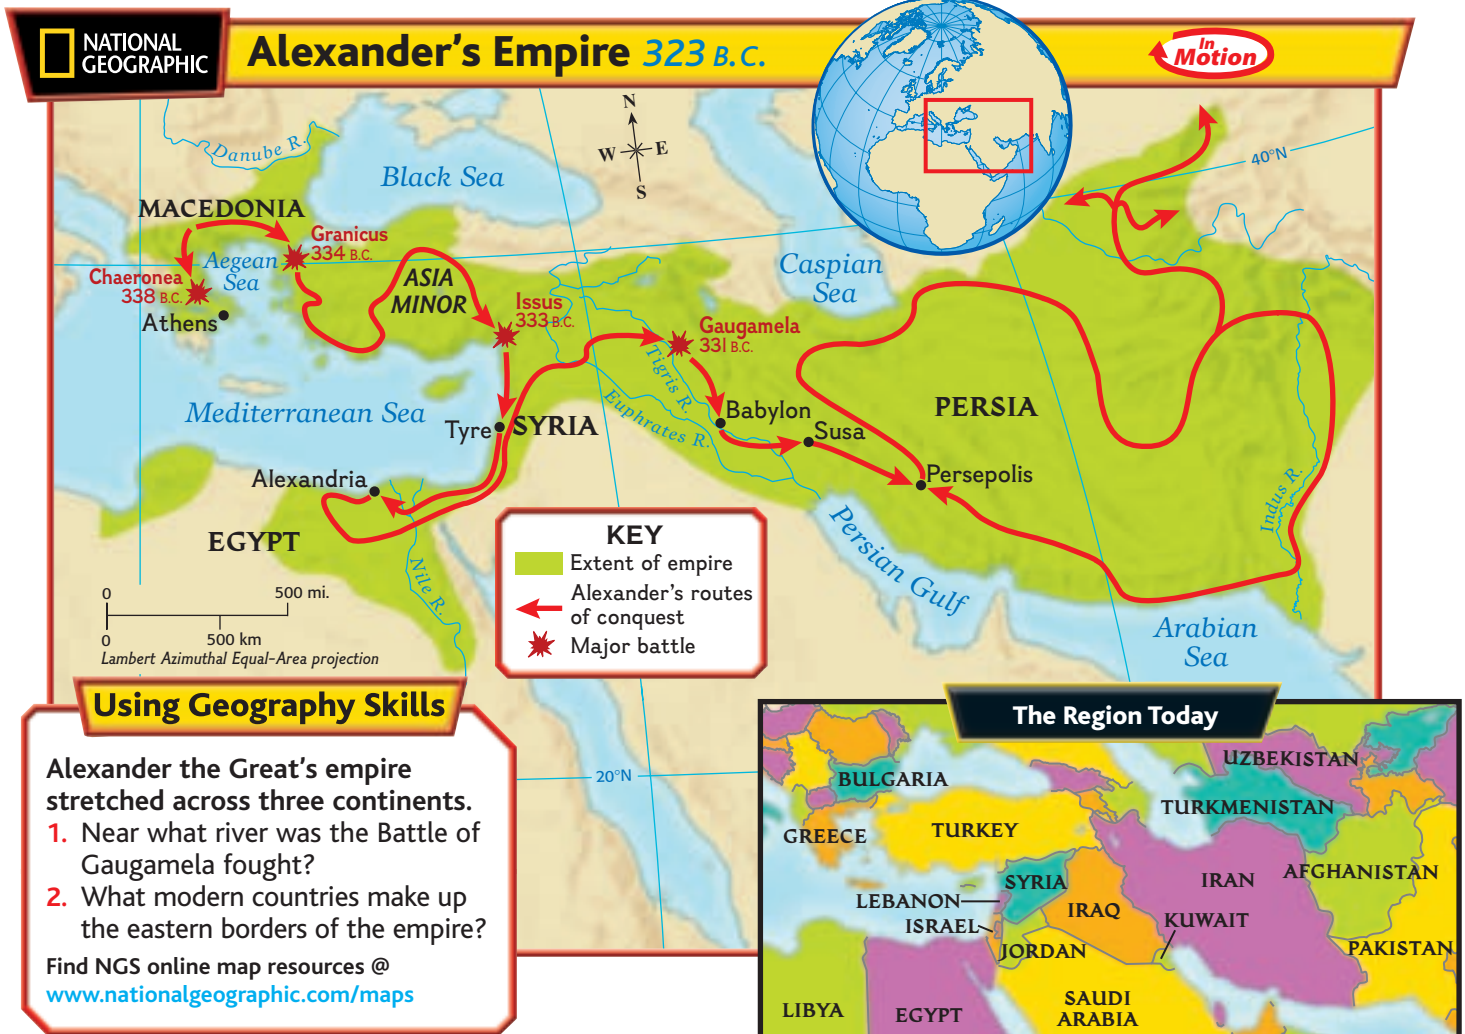 NATIONAL
GEOGRAPHIC
Alexander's Empire 323 B.C.
In
Motion
N
W E
S
40°N
Danube R.
Black Sea
MACEDONIA
Granicus
334 B.C.
Aegean
Sea
Chaeronea
338 B.C.
Athens
ASIA
MINOR
Issus
333 B.C.
Caspian
Sea
Gaugamela
331 B.C.
Tigris R.
Euphrates R.
Mediterranean Sea
Tyre
SYRIA
Babylon
Susa
PERSIA
Persepolis
Alexandria
EGYPT
Nile R.
Indus R.
Persian Gulf
Arabian
Sea
20°N
KEY
Extent of empire
Alexander's routes
of conquest
Major battle
0 500 mi.
0 500 km
Lambert Azimuthal Equal-Area projection
Using Geography Skills
Alexander the Great's empire
stretched across three continents.
1. Near what river was the Battle of
Gaugamela fought?
2. What modern countries make up
the eastern borders of the empire?
Find NGS online map resources @
www.nationalgeographic.com/maps
The Region Today
UZBEKISTAN
BULGARIA
TURKMENISTAN
GREECE
TURKEY
AFGHANISTAN
SYRIA
IRAN
LEBANON
IRAQ
KUWAIT
ISRAEL
JORDAN
PAKISTAN
LIBYA
EGYPT
SAUDI
ARABIA